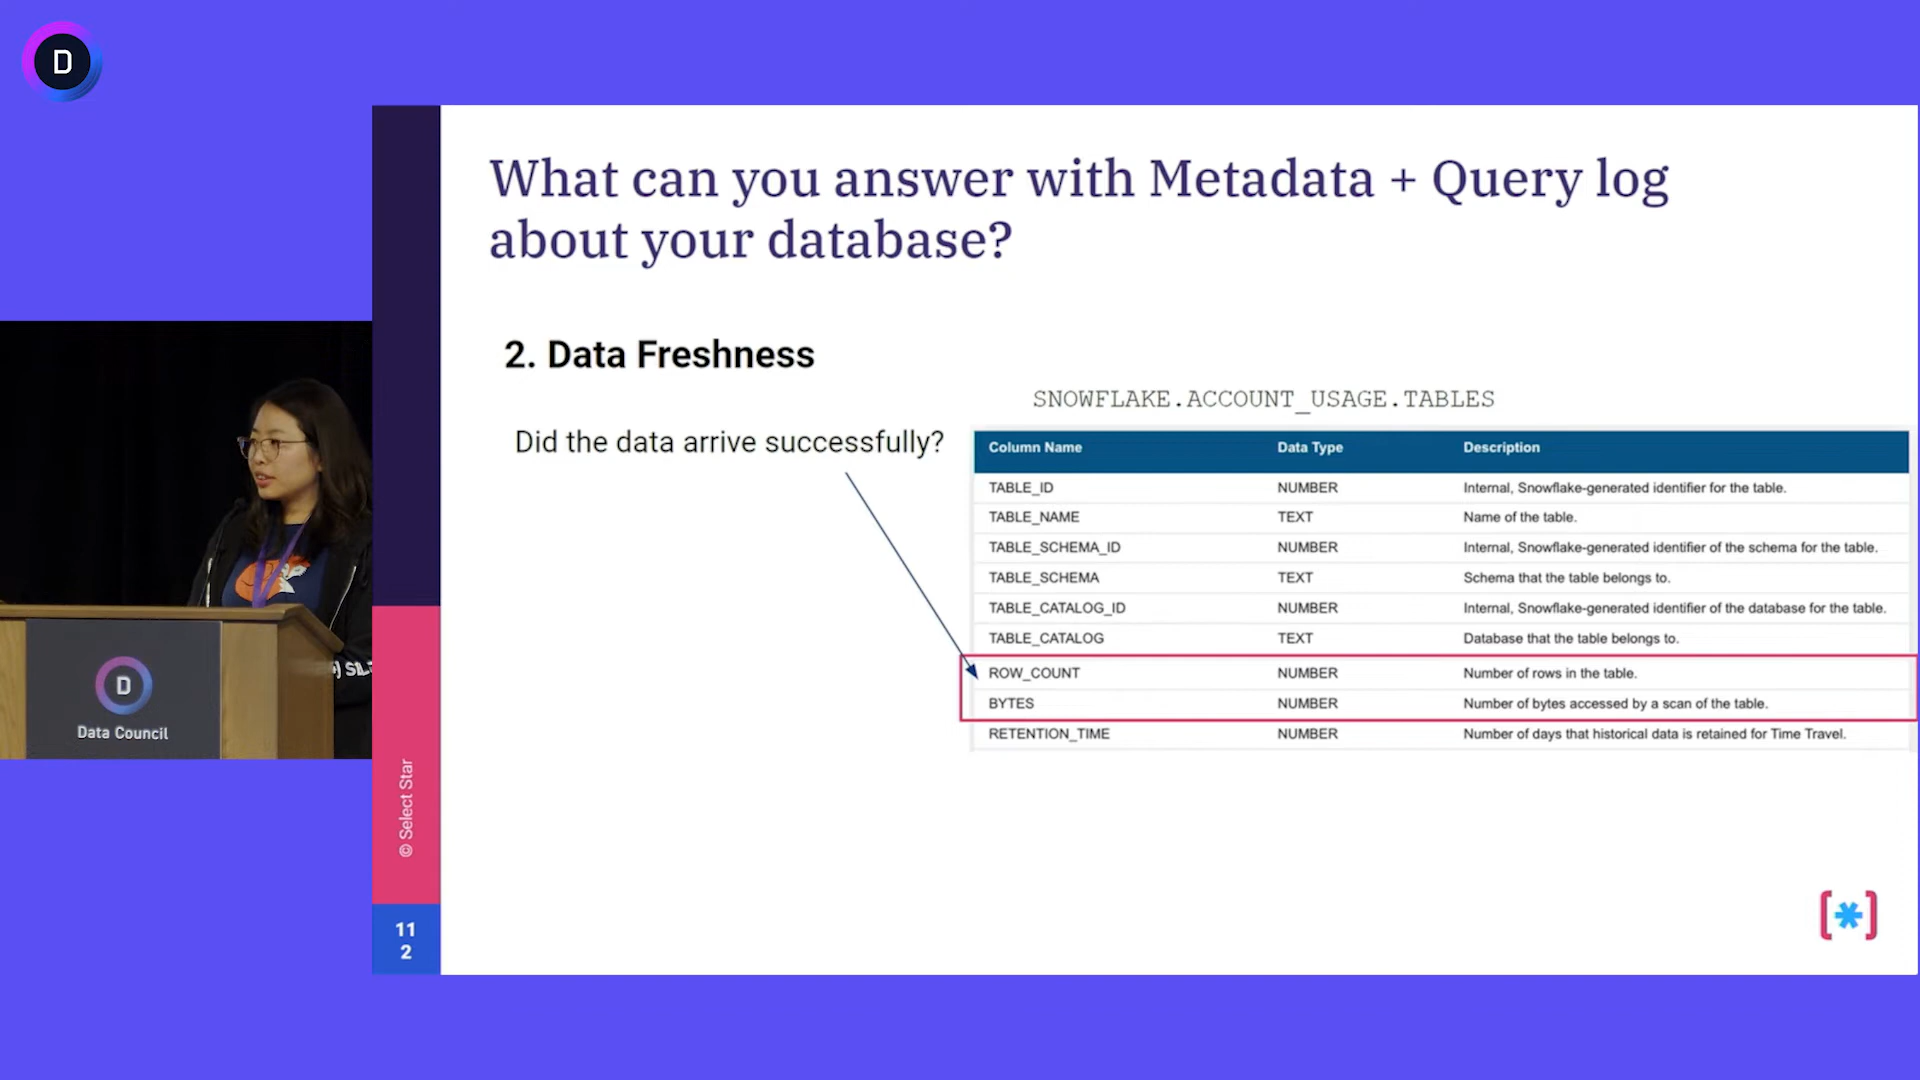 D
What can you answer with Metadata + Query log
about your database?
2. Data Freshness
Did the data arrive successfully?
SNOWFLAKE.ACCOUNT_USAGE.TABLES
Column Name Data Type Description
TABLE_ID NUMBER Internal, Snowflake-generated identifier for the table.
TABLE_NAME TEXT Name of the table.
TABLE_SCHEMA_ID NUMBER Internal, Snowflake-generated identifier of the schema for the table.
TABLE_SCHEMA TEXT Schema that the table belongs to.
TABLE_CATALOG_ID NUMBER Internal, Snowflake-generated identifier of the database for the table.
TABLE_CATALOG TEXT Database that the table belongs to.
ROW_COUNT NUMBER Number of rows in the table.
BYTES NUMBER Number of bytes accessed by a scan of the table.
RETENTION_TIME NUMBER Number of days that historical data is retained for Time Travel.
© Select Star
11
2
[*]
D
Data Council